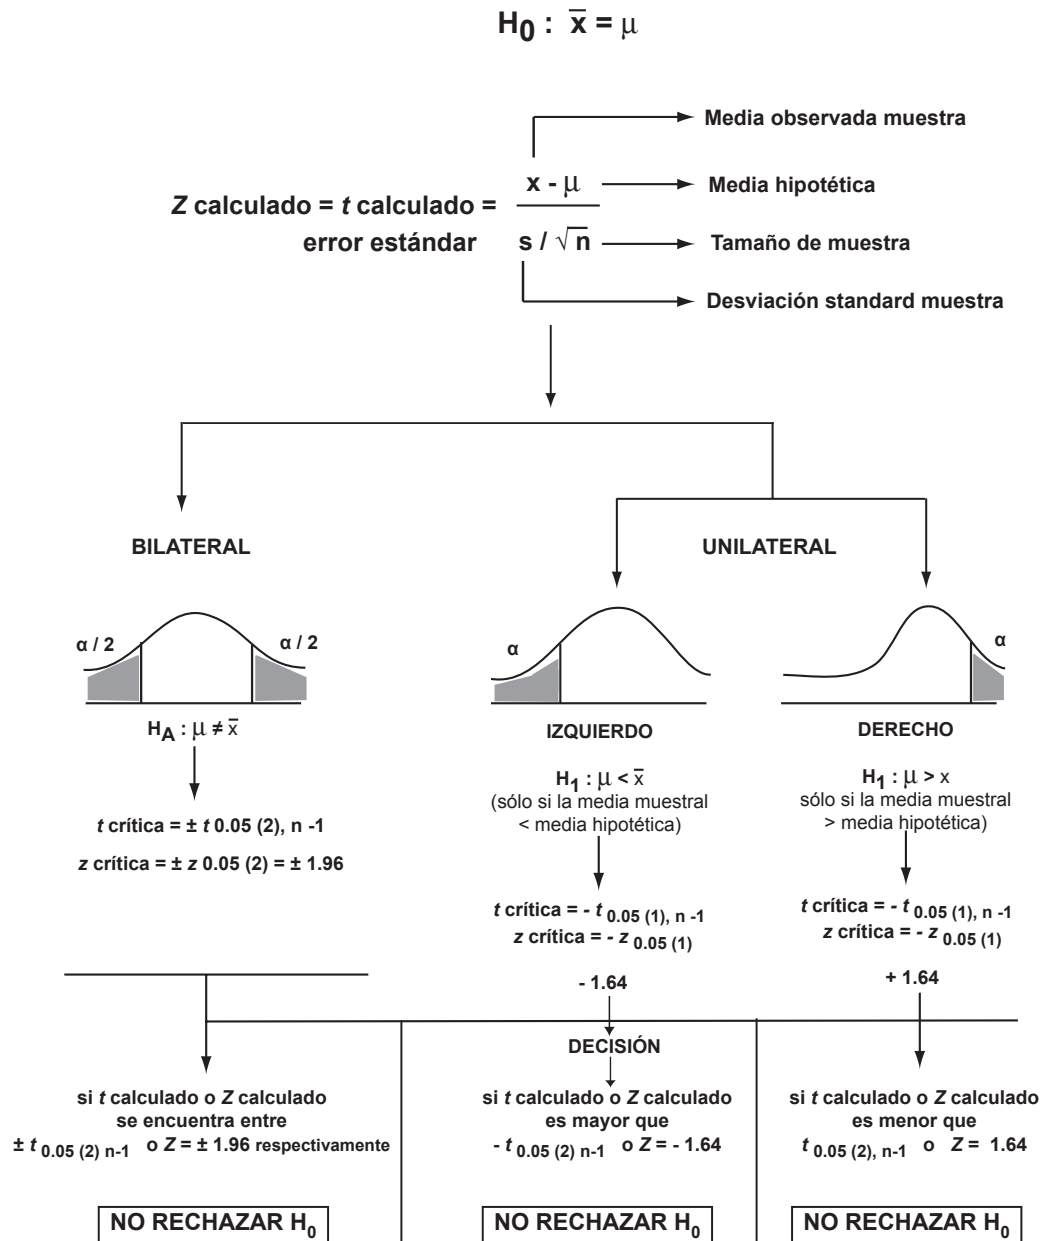 H0 : x̄ = μ
Media observada muestra
x - μ
Media hipotética
Z calculado = t calculado =
error estándar
s / √n
Tamaño de muestra
Desviación standard muestra
BILATERAL
UNILATERAL
α / 2
α / 2
α
α
HA : μ ≠ x̄
IZQUIERDO
DERECHO
H1 : μ < x̄
(sólo si la media muestral
< media hipotética)
H1 : μ > x
sólo si la media muestral
> media hipotética)
t crítica = ± t 0.05 (2), n -1
z crítica = ± z 0.05 (2) = ± 1.96
t crítica = - t 0.05 (1), n -1
z crítica = - z 0.05 (1)
- 1.64
t crítica = - t 0.05 (1), n -1
z crítica = - z 0.05 (1)
+ 1.64
DECISIÓN
si t calculado o Z calculado
se encuentra entre
± t 0.05 (2) n-1 o Z = ± 1.96 respectivamente
si t calculado o Z calculado
es mayor que
- t 0.05 (2) n-1 o Z = - 1.64
si t calculado o Z calculado
es menor que
t 0.05 (2), n-1 o Z = 1.64
NO RECHAZAR H0
NO RECHAZAR H0
NO RECHAZAR H0